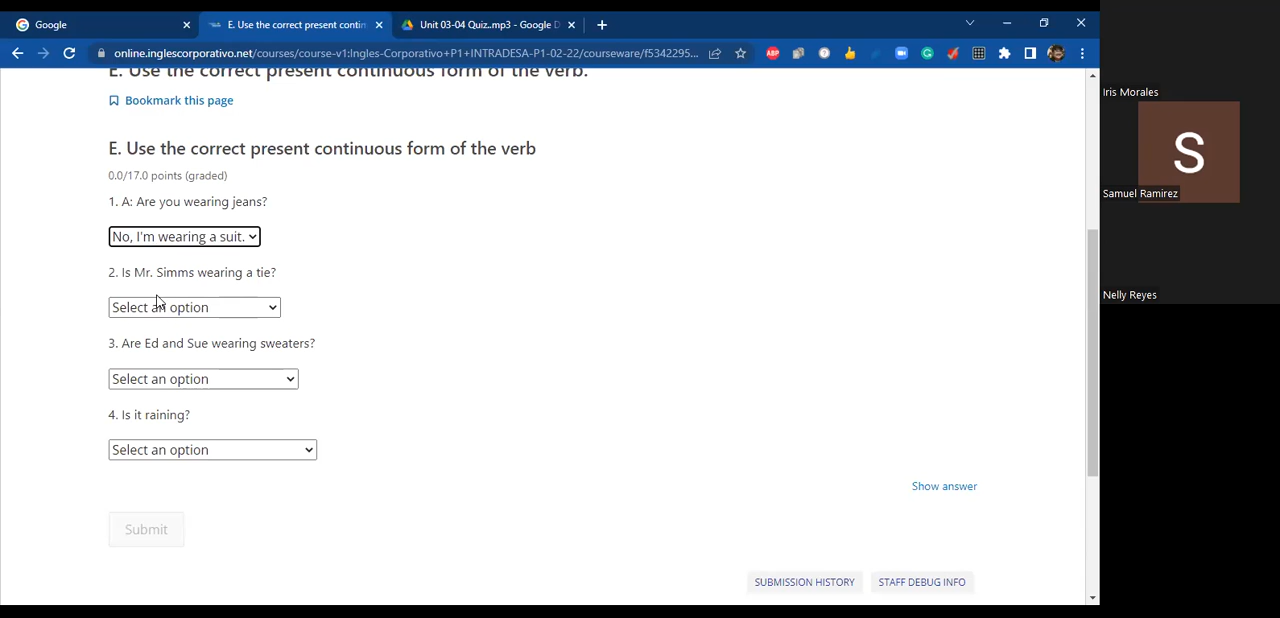 Google
E. Use the correct present contin
Unit 03-04 Quiz..mp3 - Google D
online.inglescorporativo.net/courses/course-v1:Ingles-Corporativo+P1+INTRADESA-P1-02-22/courseware/f5342295...
ABP
E. Use the correct present continuous form of the verb.
Bookmark this page
E. Use the correct present continuous form of the verb
0.0/17.0 points (graded)
1. A: Are you wearing jeans?
No, I'm wearing a suit.
2. Is Mr. Simms wearing a tie?
Select an option
3. Are Ed and Sue wearing sweaters?
Select an option
4. Is it raining?
Select an option
Show answer
Submit
SUBMISSION HISTORY
STAFF DEBUG INFO
Iris Morales
S
Samuel Ramirez
Nelly Reyes